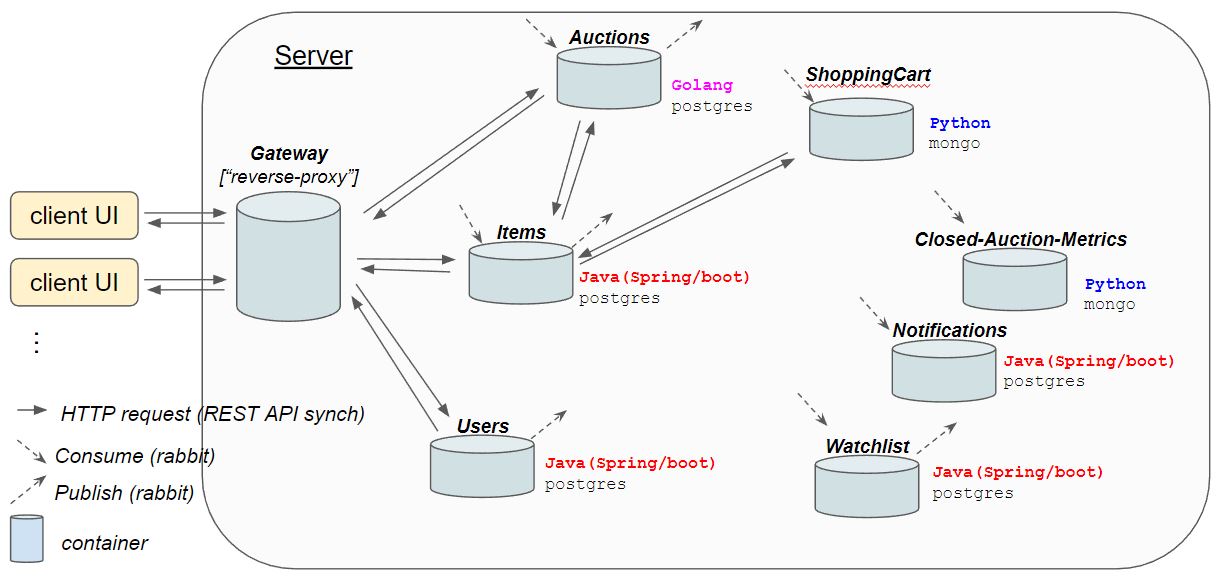 Server
Auctions
Golang
postgres
ShoppingCart
Python
mongo
Gateway
[“reverse-proxy”]
client UI
client UI
⋮
Items
Java(Spring/boot)
postgres
Closed-Auction-Metrics
Python
mongo
Notifications
Java(Spring/boot)
postgres
Users
Java(Spring/boot)
postgres
Watchlist
Java(Spring/boot)
postgres
HTTP request (REST API synch)
Consume (rabbit)
Publish (rabbit)
container